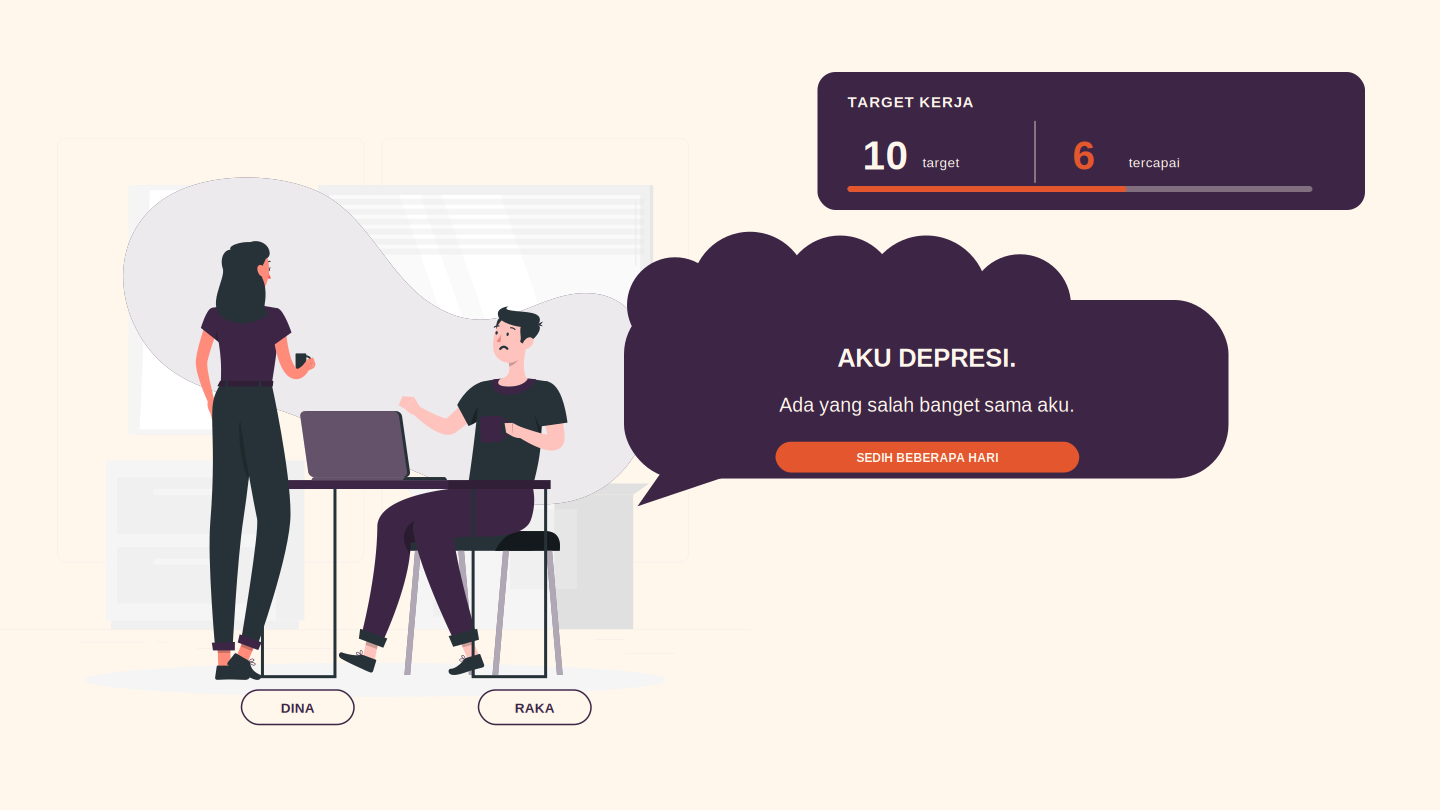 TARGET KERJA
10 target 6 tercapai
AKU DEPRESI.
Ada yang salah banget sama aku.
SEDIH BEBERAPA HARI
DINA
RAKA